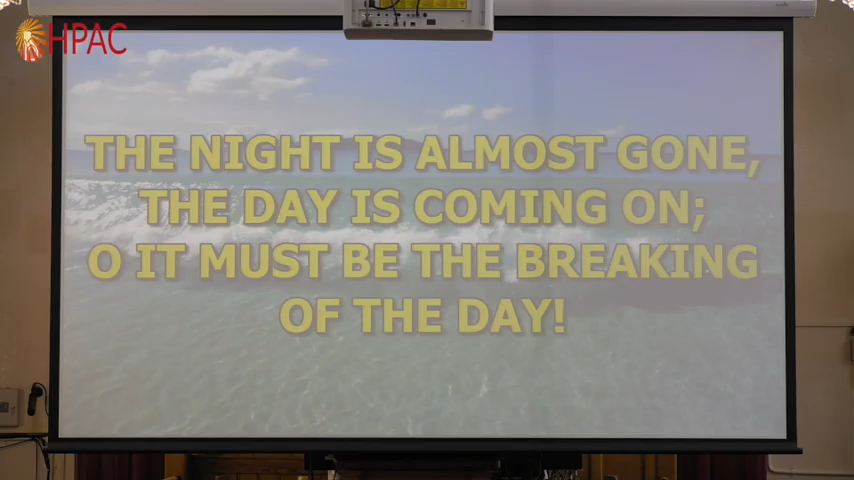 HPAC
THE NIGHT IS ALMOST GONE,
THE DAY IS COMING ON;
O IT MUST BE THE BREAKING
OF THE DAY!